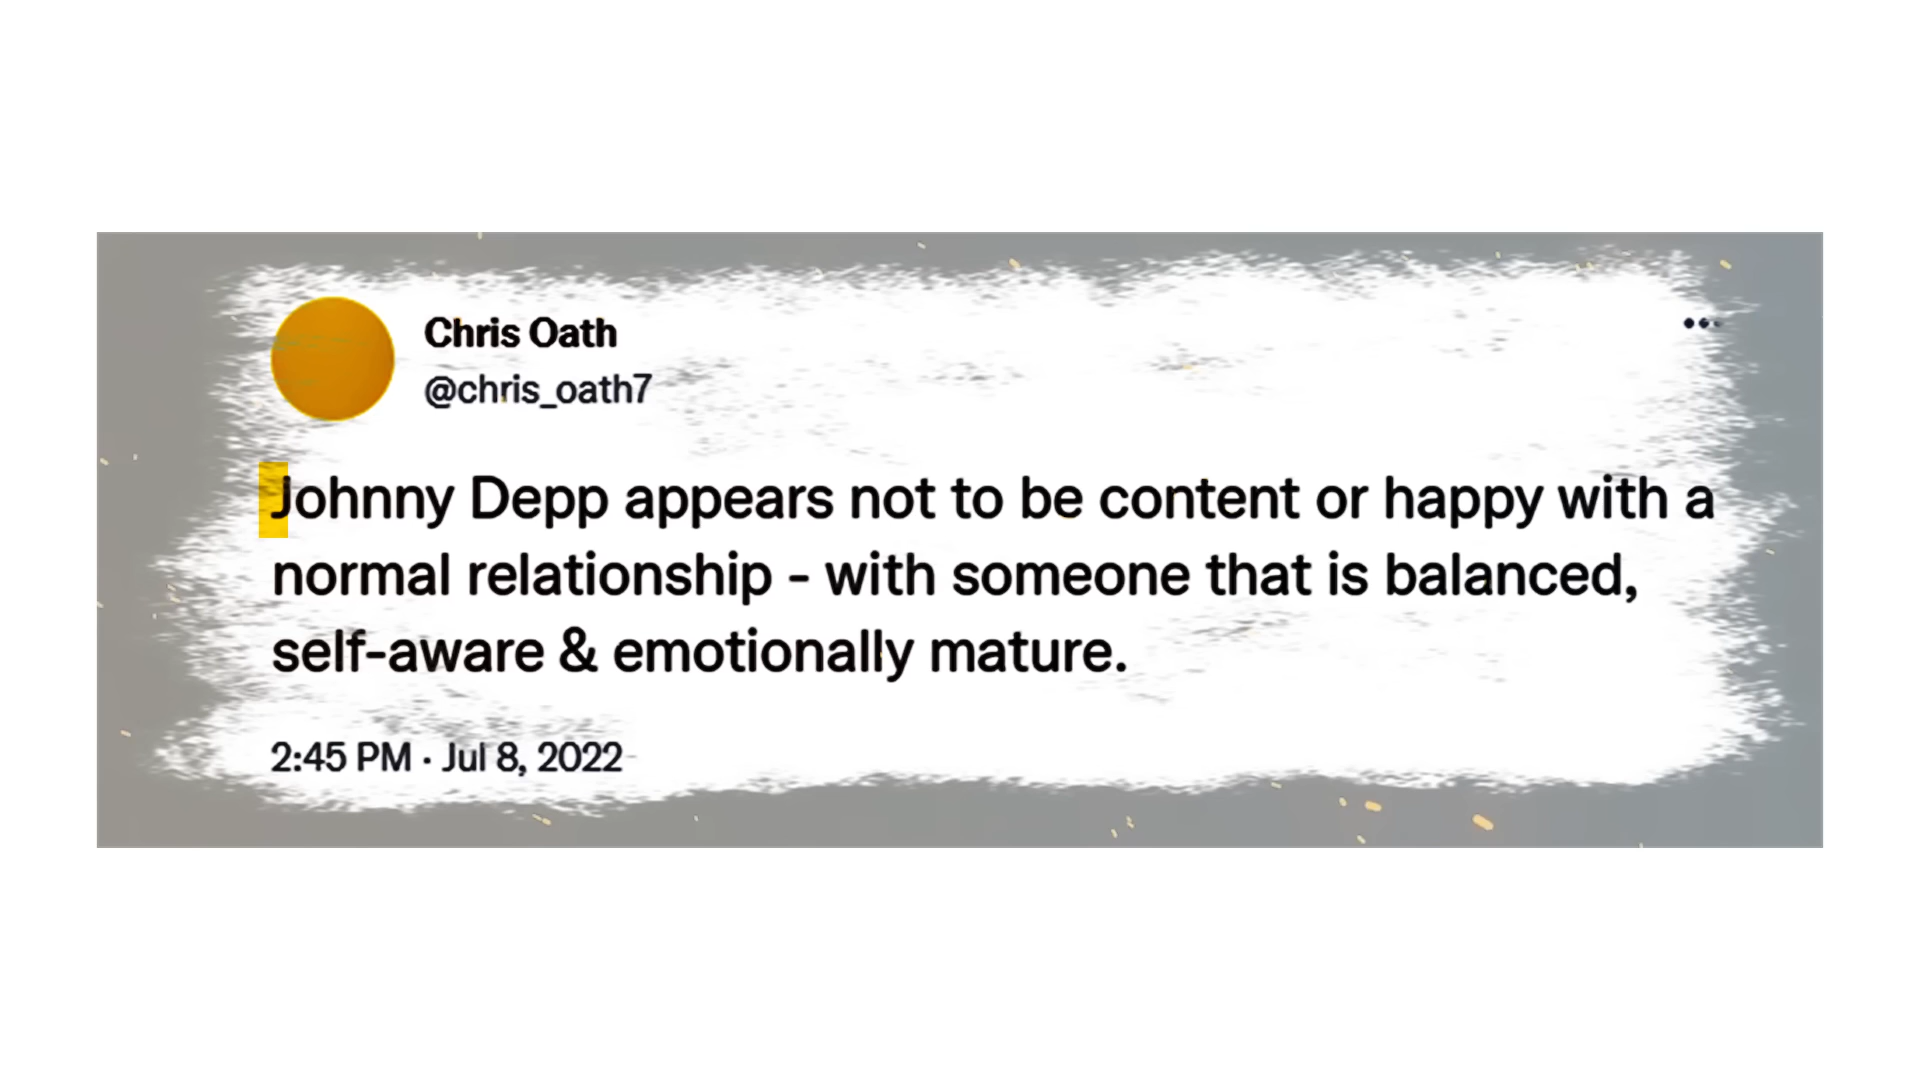 Chris Oath
@chris_oath7
Johnny Depp appears not to be content or happy with a
normal relationship - with someone that is balanced,
self-aware & emotionally mature.
2:45 PM · Jul 8, 2022